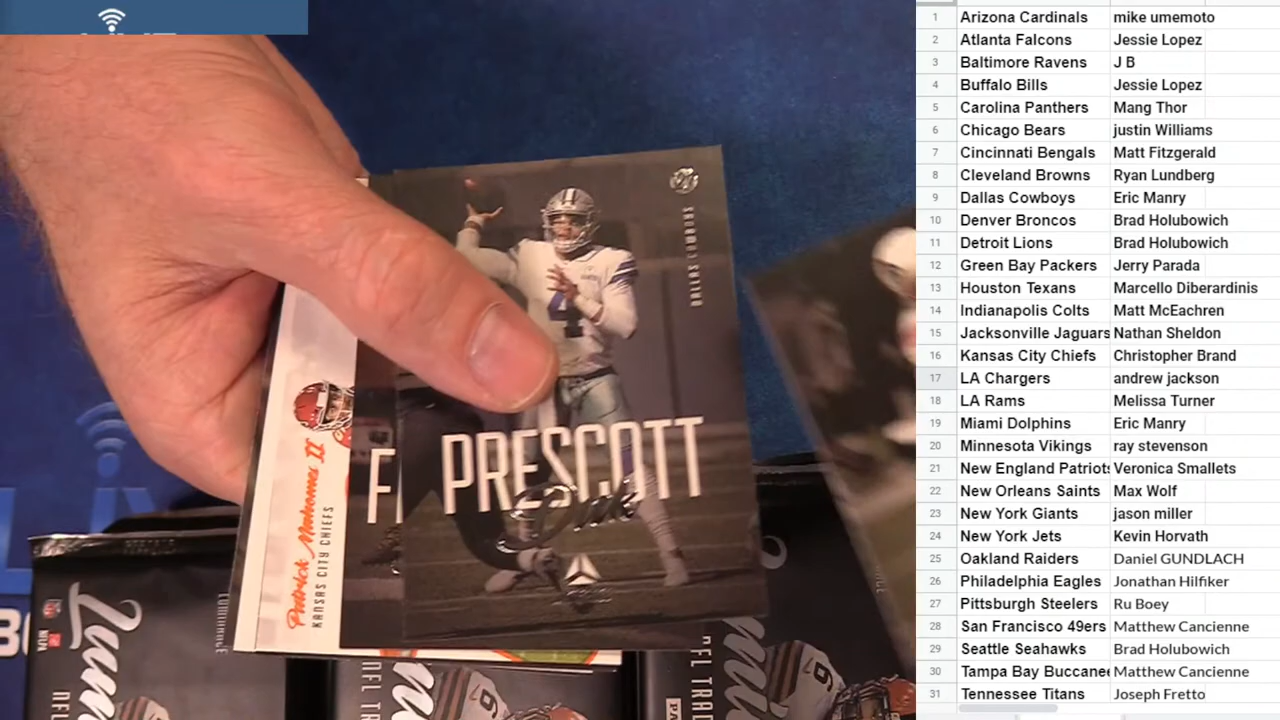 DALLAS COWBOYS
PRESCOTT
Dak
F
Patrick Mahomes II
KANSAS CITY CHIEFS
LUMINANCE
NFL TRAD
1 Arizona Cardinals mike umemoto
2 Atlanta Falcons Jessie Lopez
3 Baltimore Ravens J B
4 Buffalo Bills Jessie Lopez
5 Carolina Panthers Mang Thor
6 Chicago Bears justin Williams
7 Cincinnati Bengals Matt Fitzgerald
8 Cleveland Browns Ryan Lundberg
9 Dallas Cowboys Eric Manry
10 Denver Broncos Brad Holubowich
11 Detroit Lions Brad Holubowich
12 Green Bay Packers Jerry Parada
13 Houston Texans Marcello Diberardinis
14 Indianapolis Colts Matt McEachren
15 Jacksonville Jaguars Nathan Sheldon
16 Kansas City Chiefs Christopher Brand
17 LA Chargers andrew jackson
18 LA Rams Melissa Turner
19 Miami Dolphins Eric Manry
20 Minnesota Vikings ray stevenson
21 New England Patriots Veronica Smallets
22 New Orleans Saints Max Wolf
23 New York Giants jason miller
24 New York Jets Kevin Horvath
25 Oakland Raiders Daniel GUNDLACH
26 Philadelphia Eagles Jonathan Hilfiker
27 Pittsburgh Steelers Ru Boey
28 San Francisco 49ers Matthew Cancienne
29 Seattle Seahawks Brad Holubowich
30 Tampa Bay Buccanee Matthew Cancienne
31 Tennessee Titans Joseph Fretto